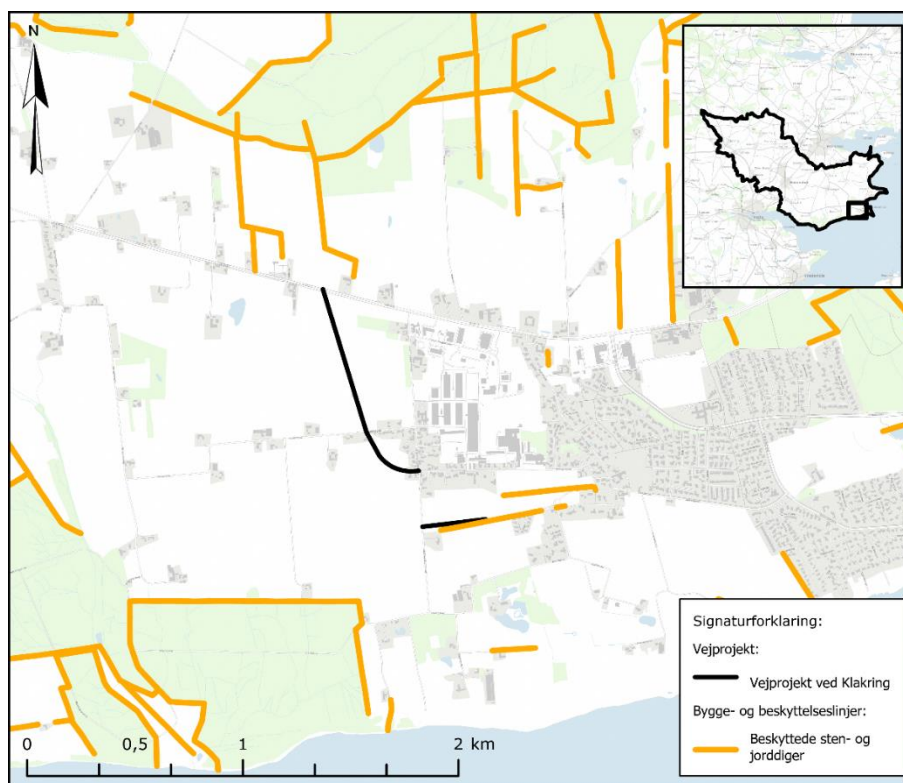 N
Signaturforklaring:
Vejprojekt:
Vejprojekt ved Klakring
Bygge- og beskyttelseslinjer:
Beskyttede sten- og
jorddiger
0
0,5
1
2 km